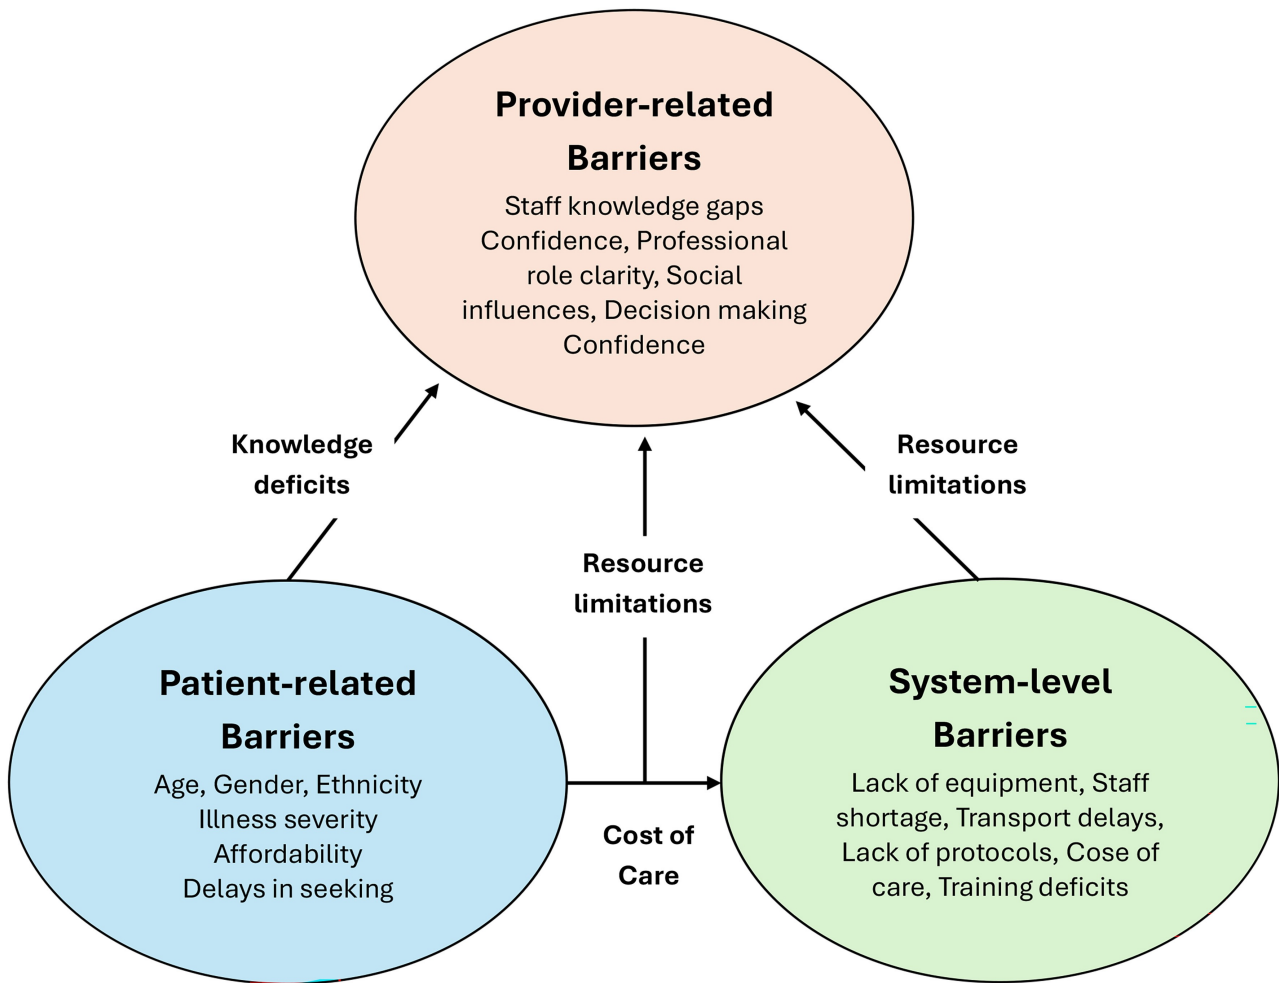 Provider-related
Barriers
Staff knowledge gaps
Confidence, Professional
role clarity, Social
influences, Decision making
Confidence
Knowledge
deficits
Resource
limitations
Resource
limitations
Patient-related
Barriers
Age, Gender, Ethnicity
Illness severity
Affordability
Delays in seeking
Cost of
Care
System-level
Barriers
Lack of equipment, Staff
shortage, Transport delays,
Lack of protocols, Cose of
care, Training deficits